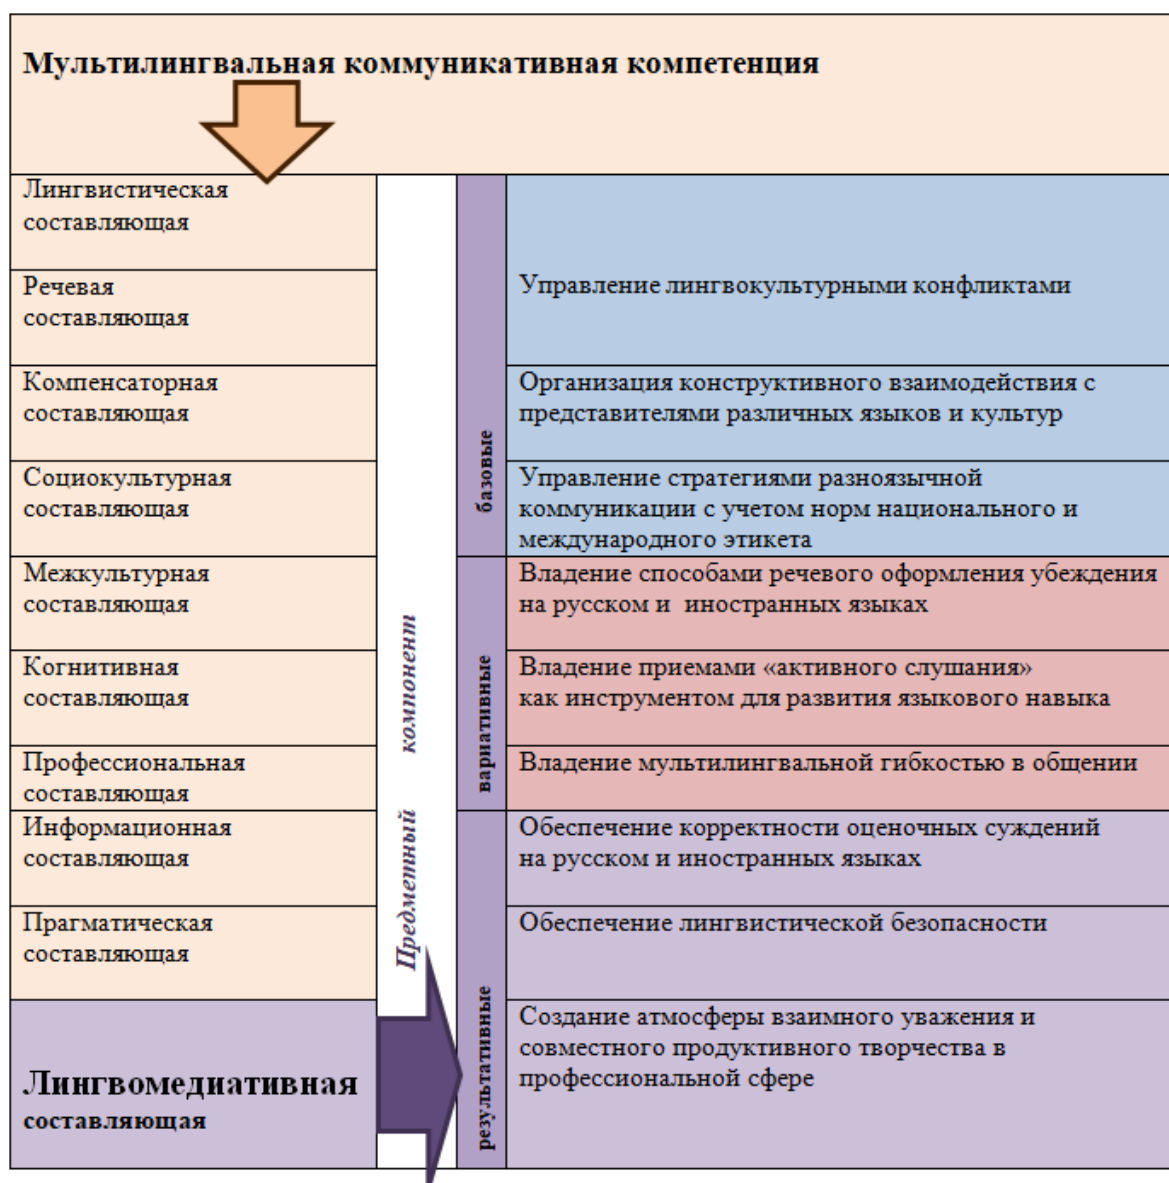 Мультилингвальная коммуникативная компетенция
Лингвистическая
составляющая
Речевая
составляющая
Компенсаторная
составляющая
Социокультурная
составляющая
Межкультурная
составляющая
Когнитивная
составляющая
Профессиональная
составляющая
Информационная
составляющая
Прагматическая
составляющая
Лингвомедиативная
составляющая
Предметный компонент
базовые
Управление лингвокультурными конфликтами
Организация конструктивного взаимодействия с
представителями различных языков и культур
Управление стратегиями разноязычной
коммуникации с учетом норм национального и
международного этикета
вариативные
Владение способами речевого оформления убеждения
на русском и иностранных языках
Владение приемами «активного слушания»
как инструментом для развития языкового навыка
Владение мультилингвальной гибкостью в общении
результативные
Обеспечение корректности оценочных суждений
на русском и иностранных языках
Обеспечение лингвистической безопасности
Создание атмосферы взаимного уважения и
совместного продуктивного творчества в
профессиональной сфере